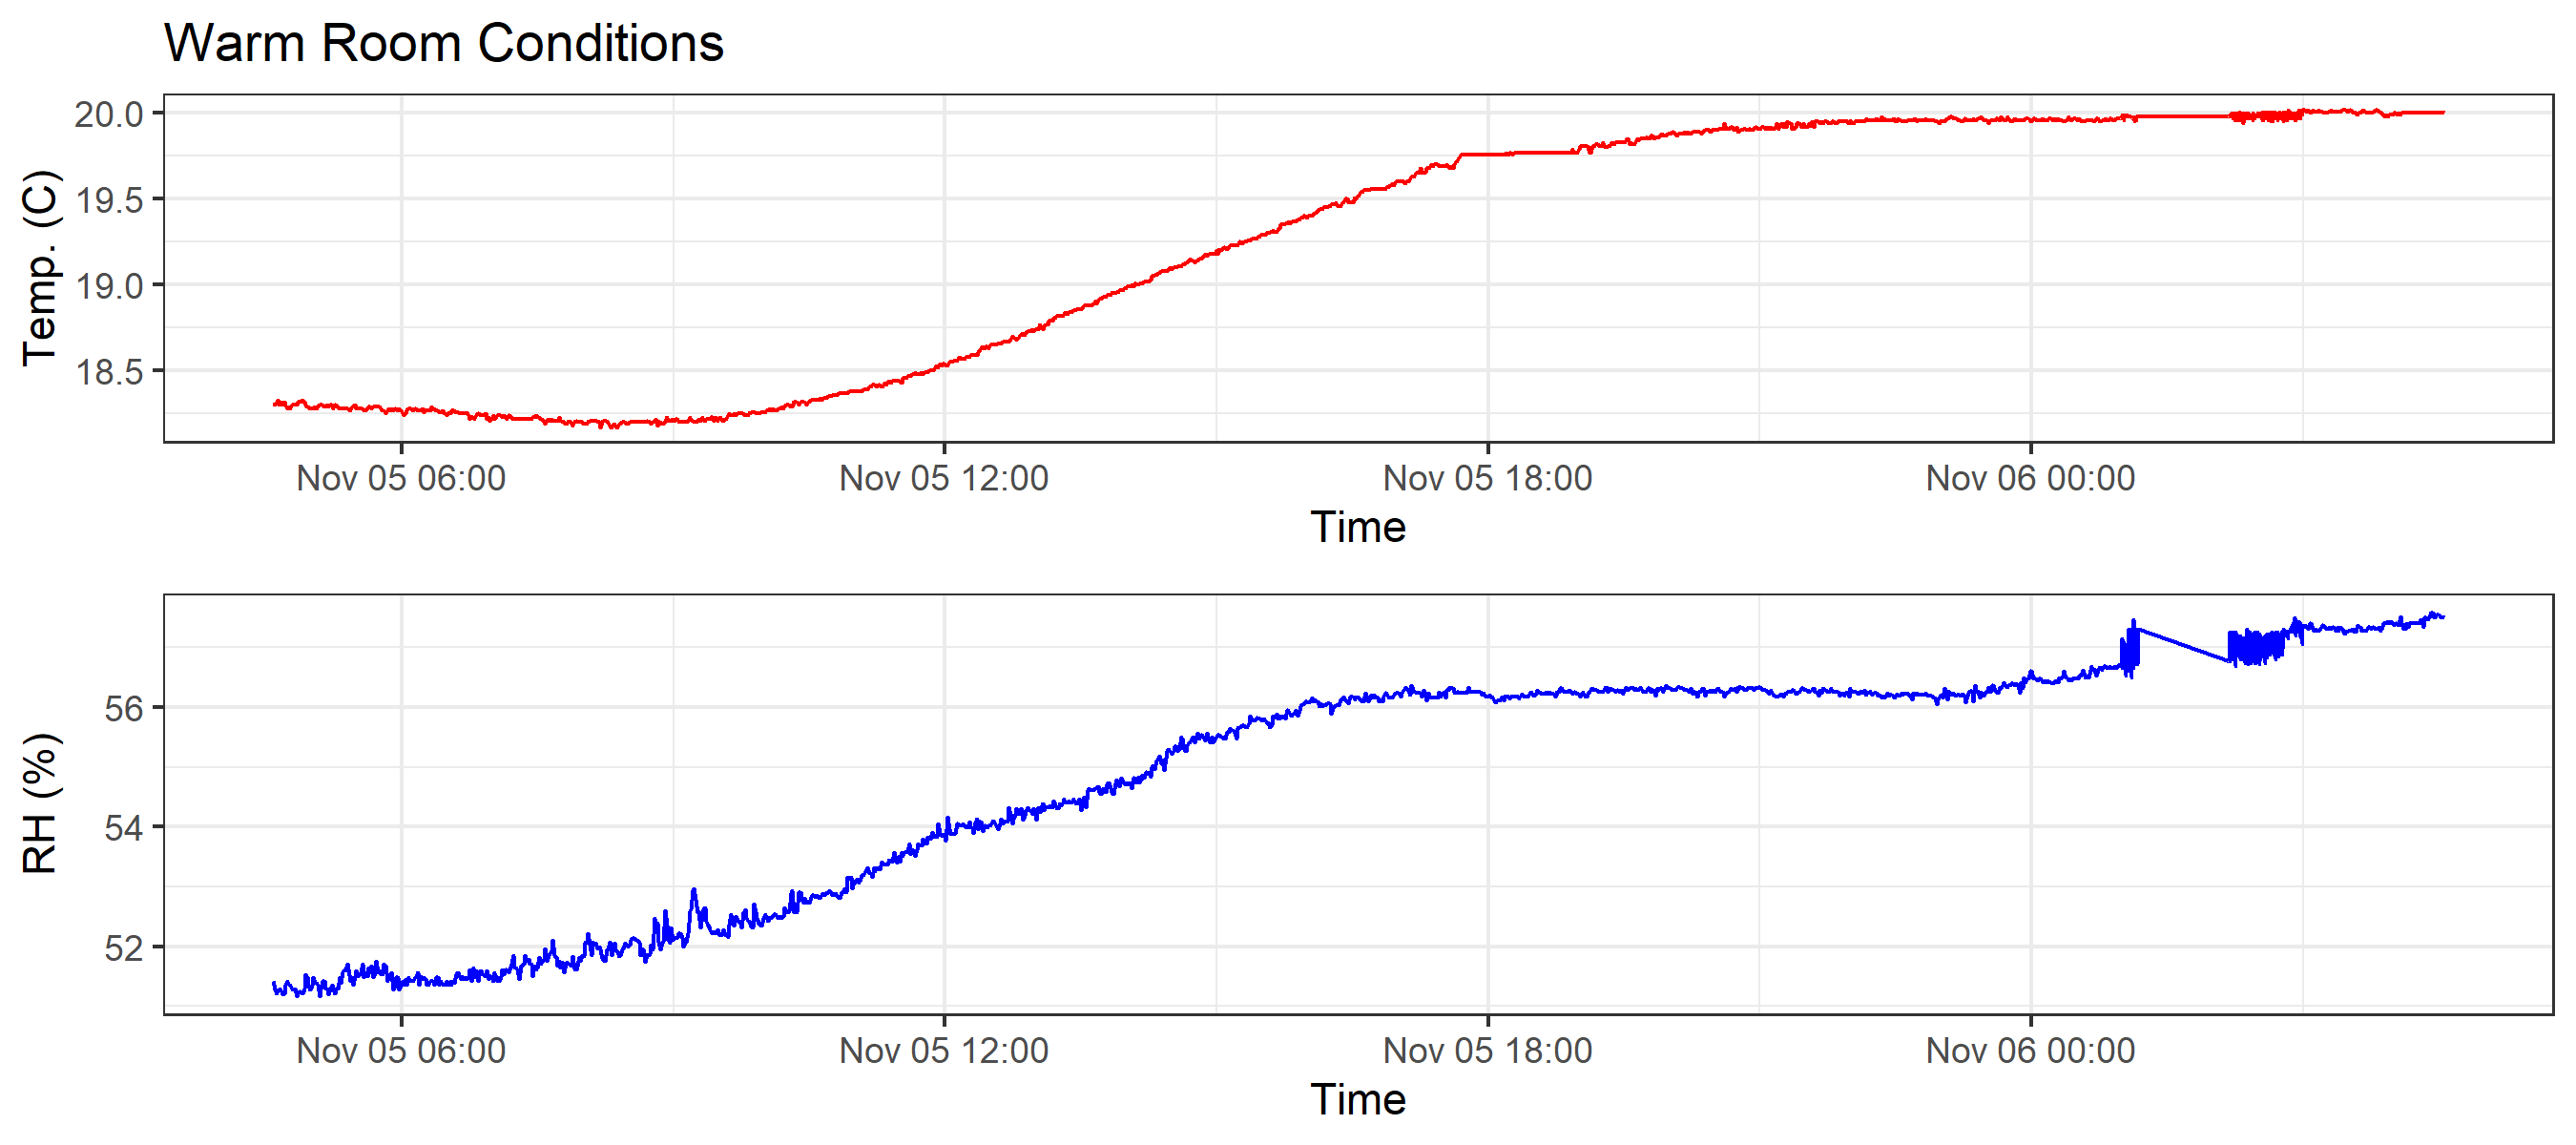 Warm Room Conditions
Temp. (C)
20.0
19.5
19.0
18.5
Nov 05 06:00 Nov 05 12:00 Nov 05 18:00 Nov 06 00:00
Time
RH (%)
56
54
52
Nov 05 06:00 Nov 05 12:00 Nov 05 18:00 Nov 06 00:00
Time